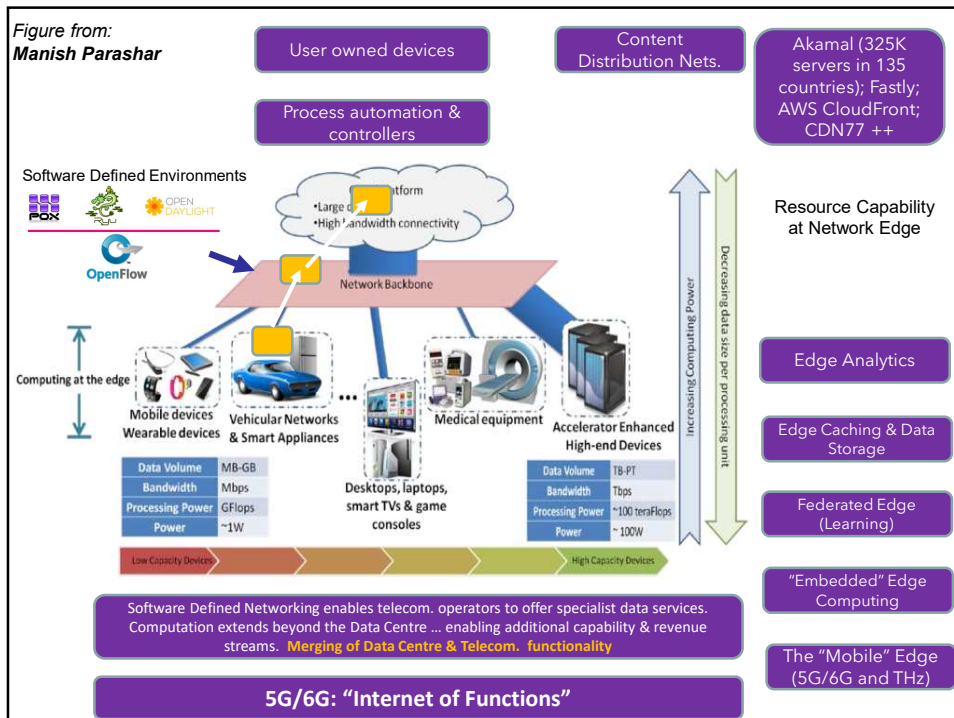 Figure from:
Manish Parashar
User owned devices
Content
Distribution Nets.
Akamal (325K
servers in 135
countries); Fastly;
AWS CloudFront;
CDN77 ++
Process automation &
controllers
Software Defined Environments
POX
RYU
OPEN
DAYLIGHT
OpenFlow
atform
•Large d
•High bandwidth connectivity
Network Backbone
Increasing Computing Power
Decreasing data size per processing unit
Resource Capability
at Network Edge
Computing at the edge
Mobile devices
Wearable devices
Vehicular Networks
& Smart Appliances
...
Desktops, laptops,
smart TVs & game
consoles
Medical equipment
Accelerator Enhanced
High-end Devices
Data Volume MB-GB
Bandwidth Mbps
Processing Power GFlops
Power ~1W
Data Volume TB-PT
Bandwidth Tbps
Processing Power ~100 teraFlops
Power ~ 100W
Low Capacity Devices
High Capacity Devices
Edge Analytics
Edge Caching & Data
Storage
Federated Edge
(Learning)
"Embedded" Edge
Computing
The "Mobile" Edge
(5G/6G and THz)
Software Defined Networking enables telecom. operators to offer specialist data services.
Computation extends beyond the Data Centre ... enabling additional capability & revenue
streams. Merging of Data Centre & Telecom. functionality
5G/6G: "Internet of Functions"